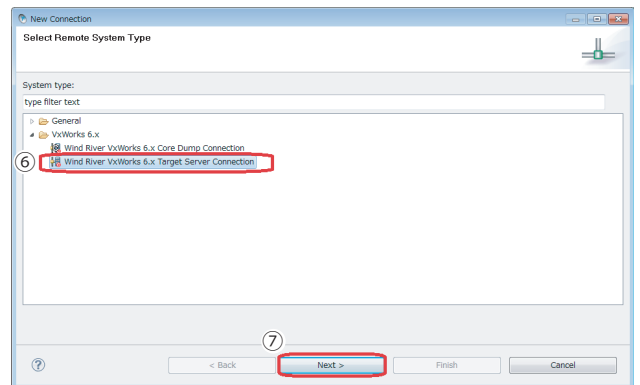 New Connection
Select Remote System Type
System type:
type filter text
General
VxWorks 6.x
Wind River VxWorks 6.x Core Dump Connection
⑥ Wind River VxWorks 6.x Target Server Connection
⑦
? < Back Next > Finish Cancel